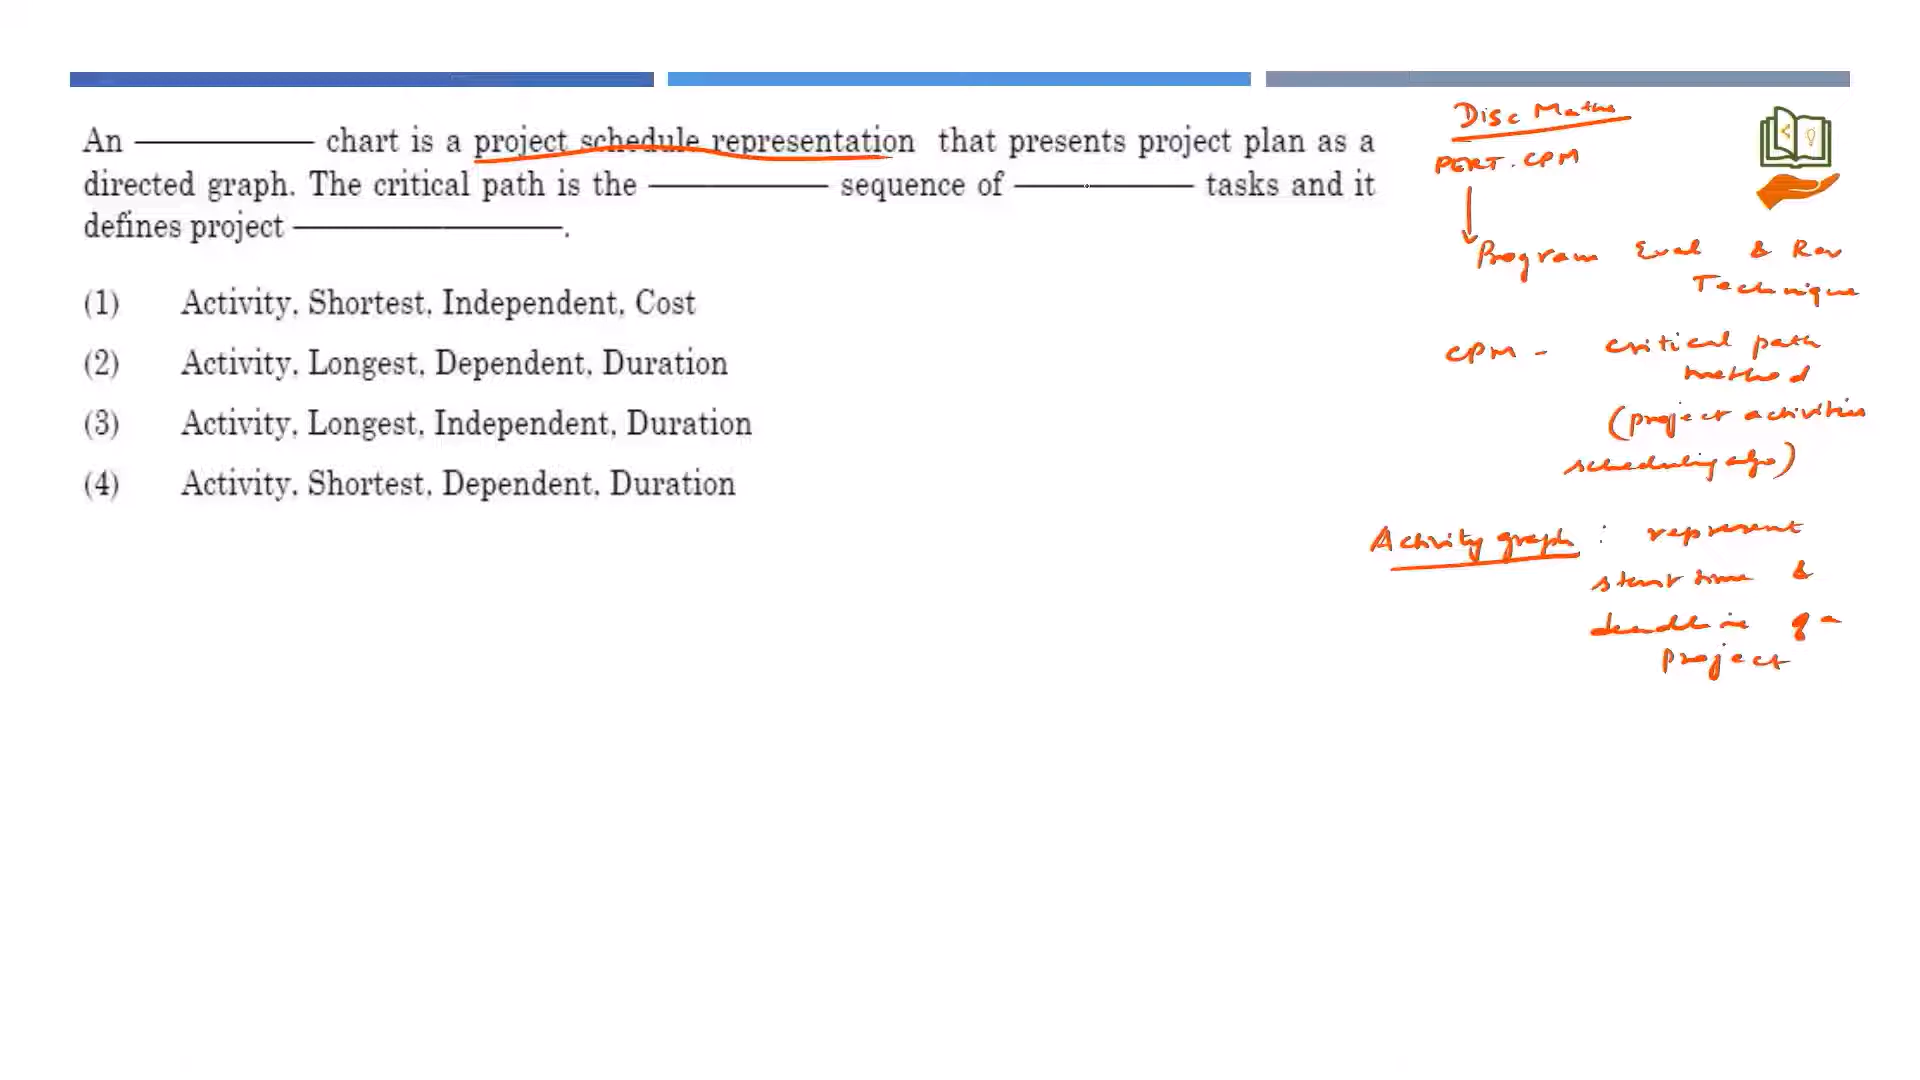 An ———— chart is a project schedule representation that presents project plan as a
directed graph. The critical path is the ———— sequence of ———— tasks and it
defines project ————.
(1) Activity, Shortest, Independent, Cost
(2) Activity, Longest, Dependent, Duration
(3) Activity, Longest, Independent, Duration
(4) Activity, Shortest, Dependent, Duration
Disc Maths
PERT. CPM
Program Eval & Rev
Technique
CPM - critical path
method
(project activities
scheduling algo)
Activity graph : represent
start time &
deadline of a
project